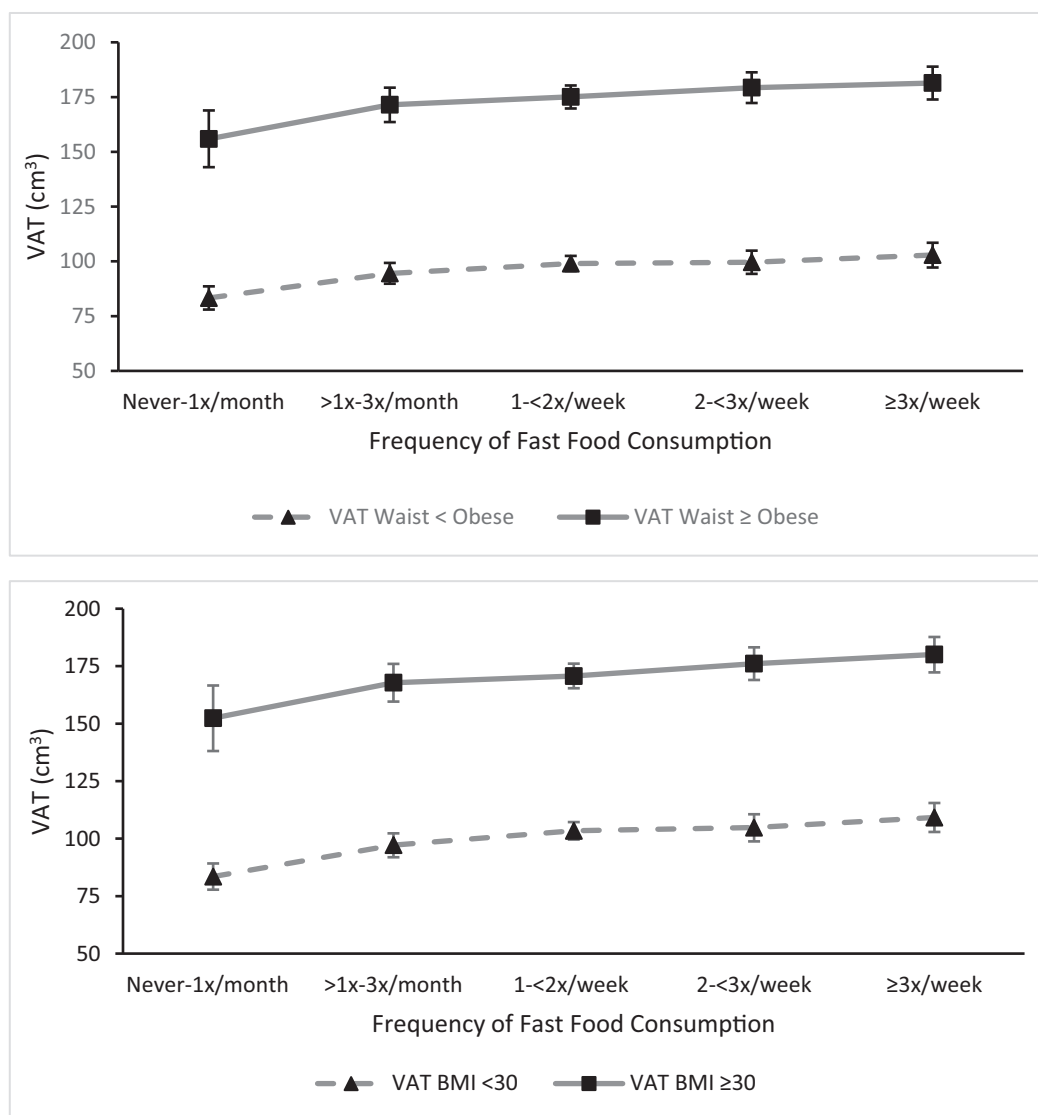 200
175
150
125
100
75
50
VAT (cm³)
Never-1x/month >1x-3x/month 1-<2x/week 2-<3x/week ≥3x/week
Frequency of Fast Food Consumption
VAT Waist < Obese VAT Waist ≥ Obese
200
175
150
125
100
75
50
VAT (cm³)
Never-1x/month >1x-3x/month 1-<2x/week 2-<3x/week ≥3x/week
Frequency of Fast Food Consumption
VAT BMI <30 VAT BMI ≥30